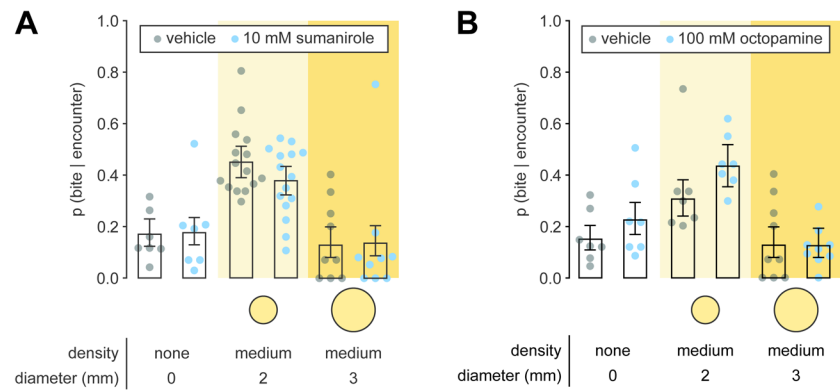 A
vehicle 10 mM sumanirole
p (bite | encounter)
1.0
0.8
0.6
0.4
0.2
0.0
density none medium medium
diameter (mm) 0 2 3
B
vehicle 100 mM octopamine
p (bite | encounter)
1.0
0.8
0.6
0.4
0.2
0.0
density none medium medium
diameter (mm) 0 2 3